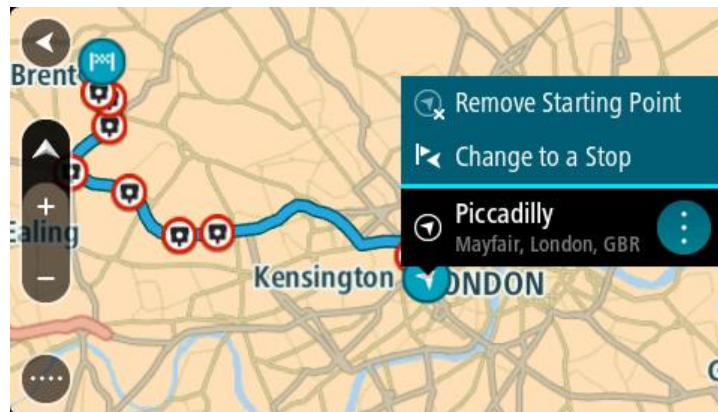 Brent
Remove Starting Point
Change to a Stop
Piccadilly
Mayfair, London, GBR
Ealing
Kensington
ONDON
G